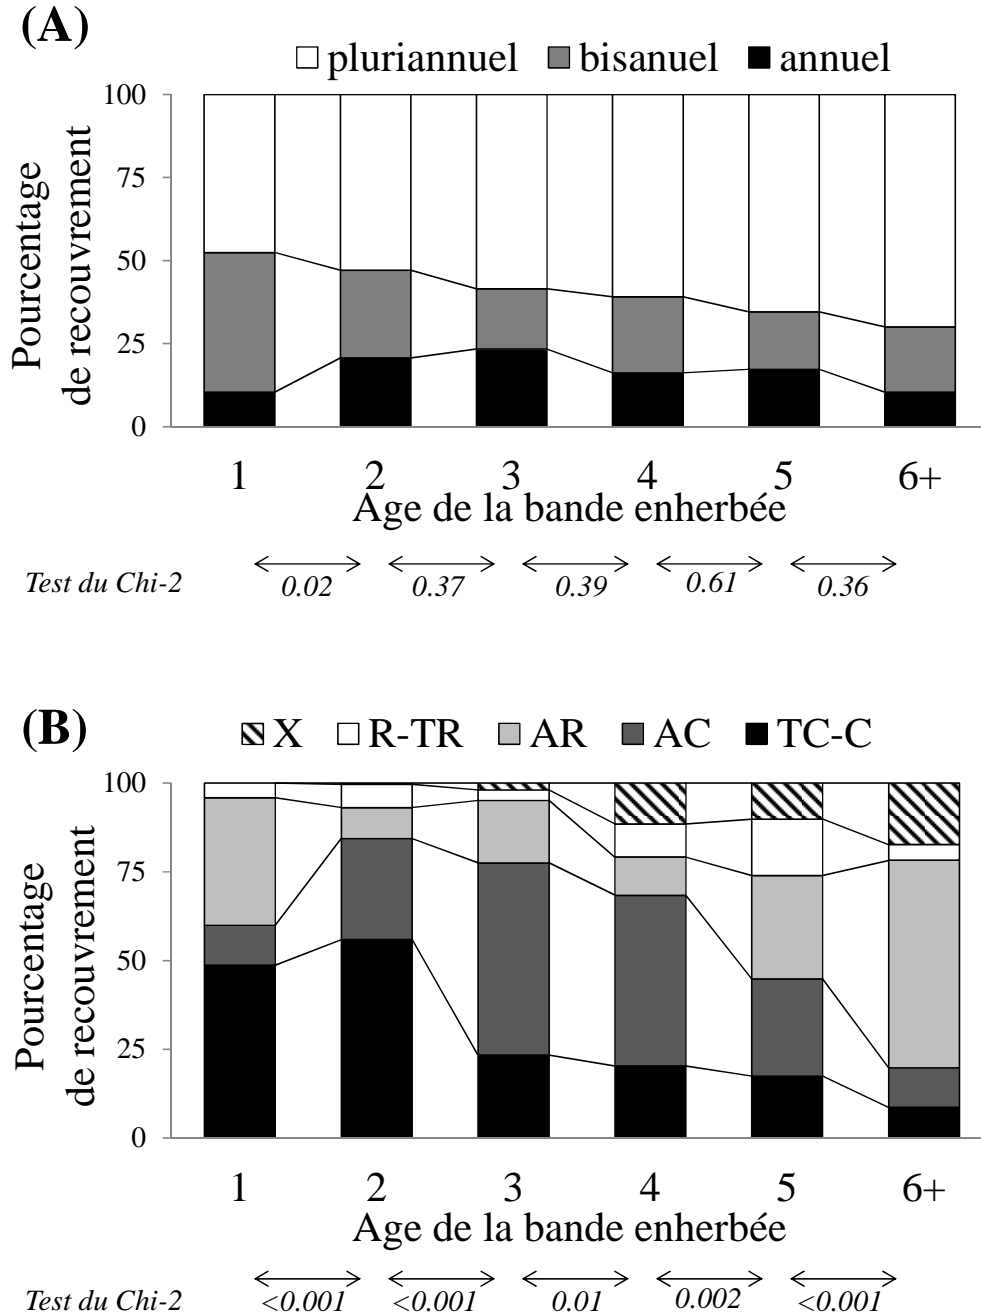 (A)
pluriannuel bisanuel annuel
100
75
50
25
0
Pourcentage
de recouvrement
1 2 3 4 5 6+
Age de la bande enherbée
Test du Chi-2 0.02 0.37 0.39 0.61 0.36
(B)
X R-TR AR AC TC-C
100
75
50
25
0
Pourcentage
de recouvrement
1 2 3 4 5 6+
Age de la bande enherbée
Test du Chi-2 <0.001 <0.001 0.01 0.002 <0.001